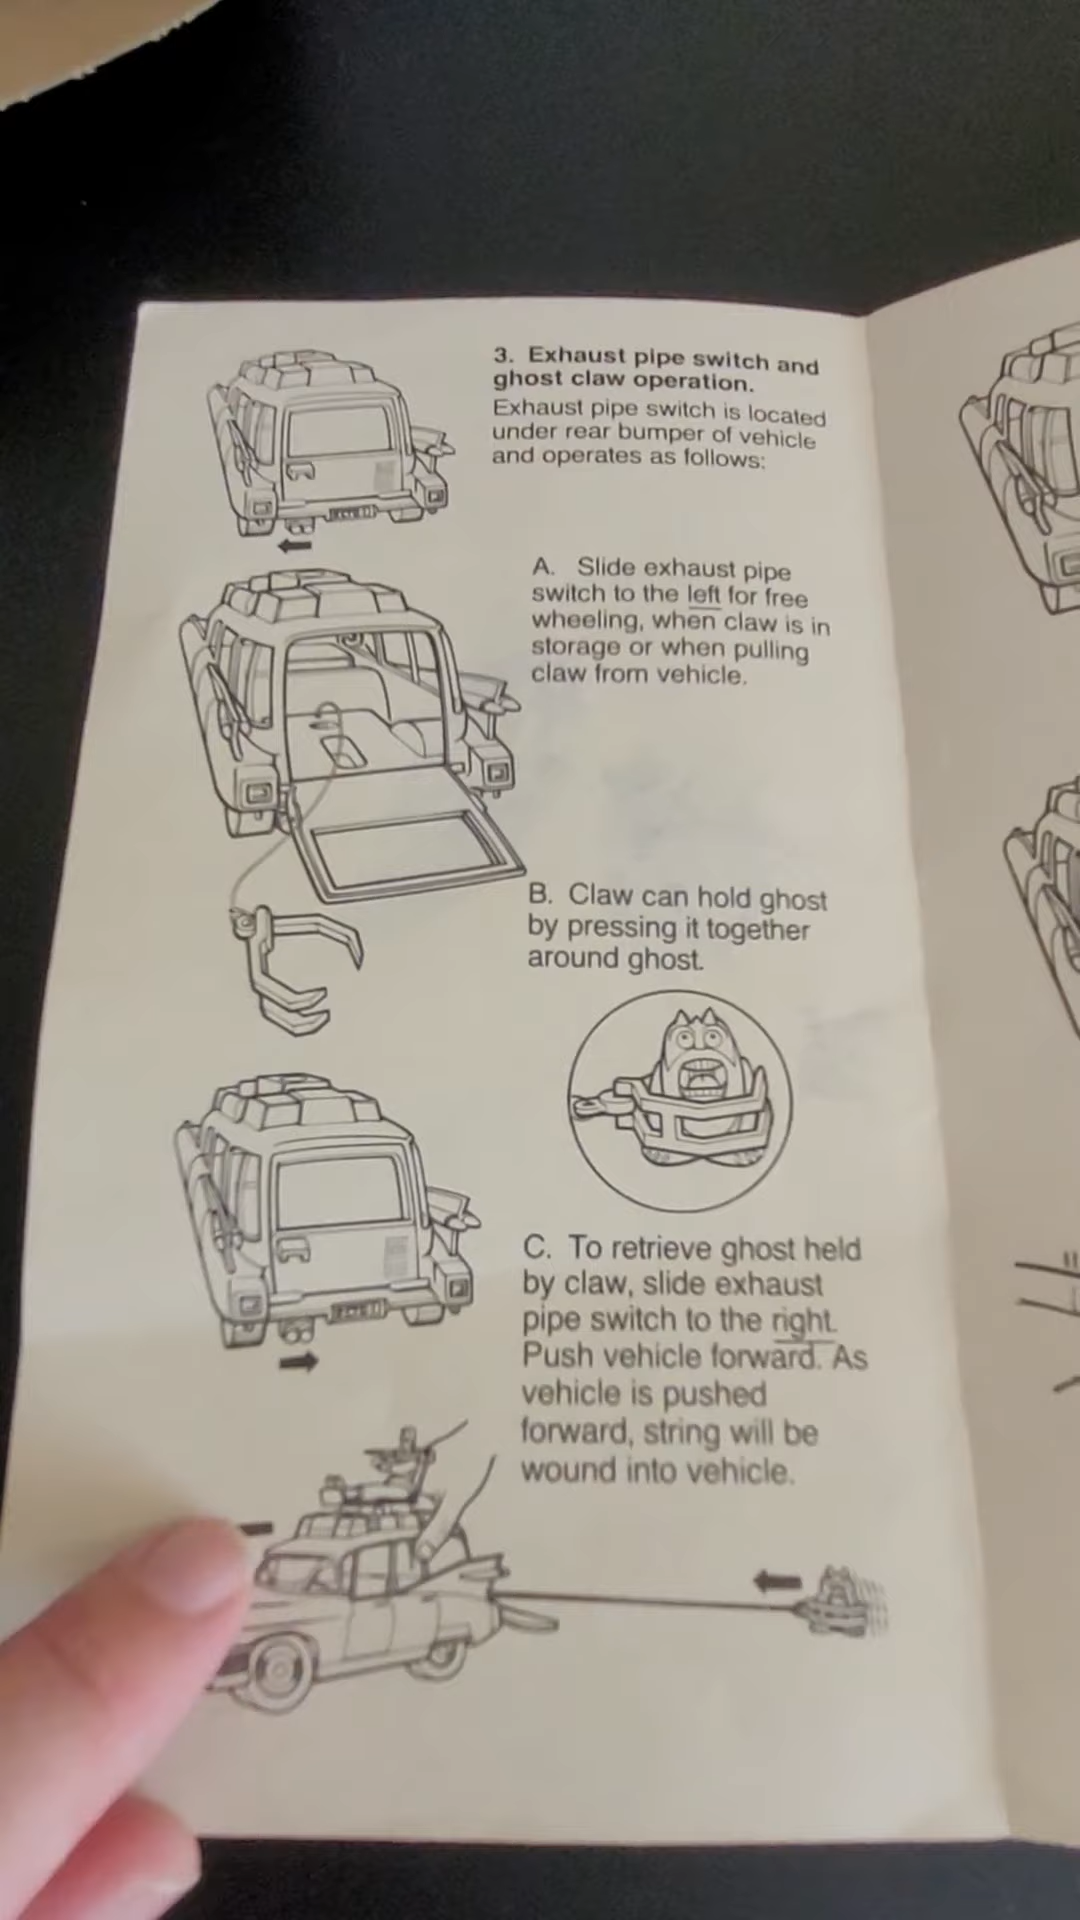 3. Exhaust pipe switch and
ghost claw operation.
Exhaust pipe switch is located
under rear bumper of vehicle
and operates as follows:
A. Slide exhaust pipe
switch to the left for free
wheeling, when claw is in
storage or when pulling
claw from vehicle.
B. Claw can hold ghost
by pressing it together
around ghost.
C. To retrieve ghost held
by claw, slide exhaust
pipe switch to the right.
Push vehicle forward. As
vehicle is pushed
forward, string will be
wound into vehicle.